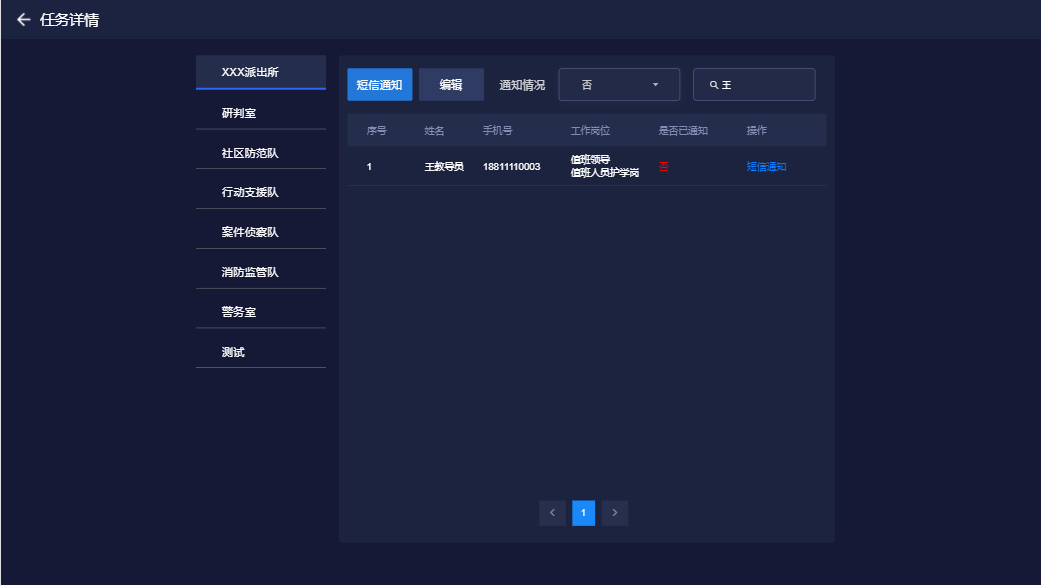 任务详情
XXX派出所
研判室
社区防范队
行动支援队
案件侦察队
消防监管队
警务室
测试
短信通知 编辑 通知情况 否 王
序号 姓名 手机号 工作岗位 是否已通知 操作
1 王教导员 18811110003 值班领导 否 短信通知
值班人员护学岗
1